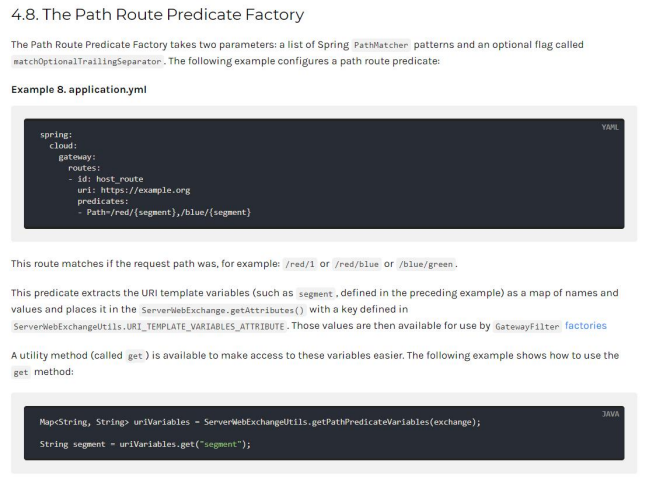 4.8. The Path Route Predicate Factory
The Path Route Predicate Factory takes two parameters: a list of Spring PathMatcher patterns and an optional flag called
matchOptionalTrailingSeparator . The following example configures a path route predicate:
Example 8. application.yml
YAML
spring:
  cloud:
    gateway:
      routes:
      - id: host_route
        uri: https://example.org
        predicates:
        - Path=/red/{segment},/blue/{segment}
This route matches if the request path was, for example: /red/1 or /red/blue or /blue/green .
This predicate extracts the URI template variables (such as segment , defined in the preceding example) as a map of names and
values and places it in the ServerWebExchange.getAttributes() with a key defined in
ServerWebExchangeUtils.URI_TEMPLATE_VARIABLES_ATTRIBUTE . Those values are then available for use by GatewayFilter factories
A utility method (called get ) is available to make access to these variables easier. The following example shows how to use the
get method:
JAVA
Map<String, String> uriVariables = ServerWebExchangeUtils.getPathPredicateVariables(exchange);
String segment = uriVariables.get("segment");